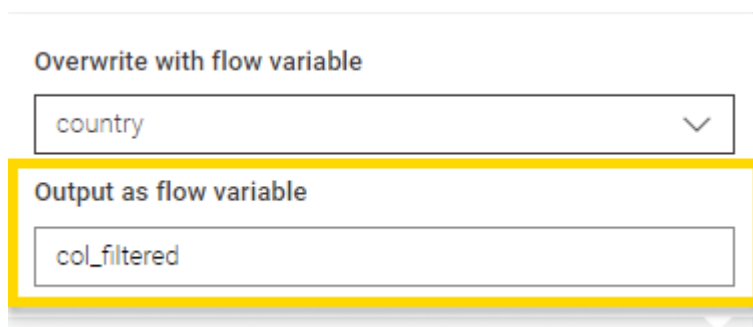 Overwrite with flow variable
country
Output as flow variable
col_filtered